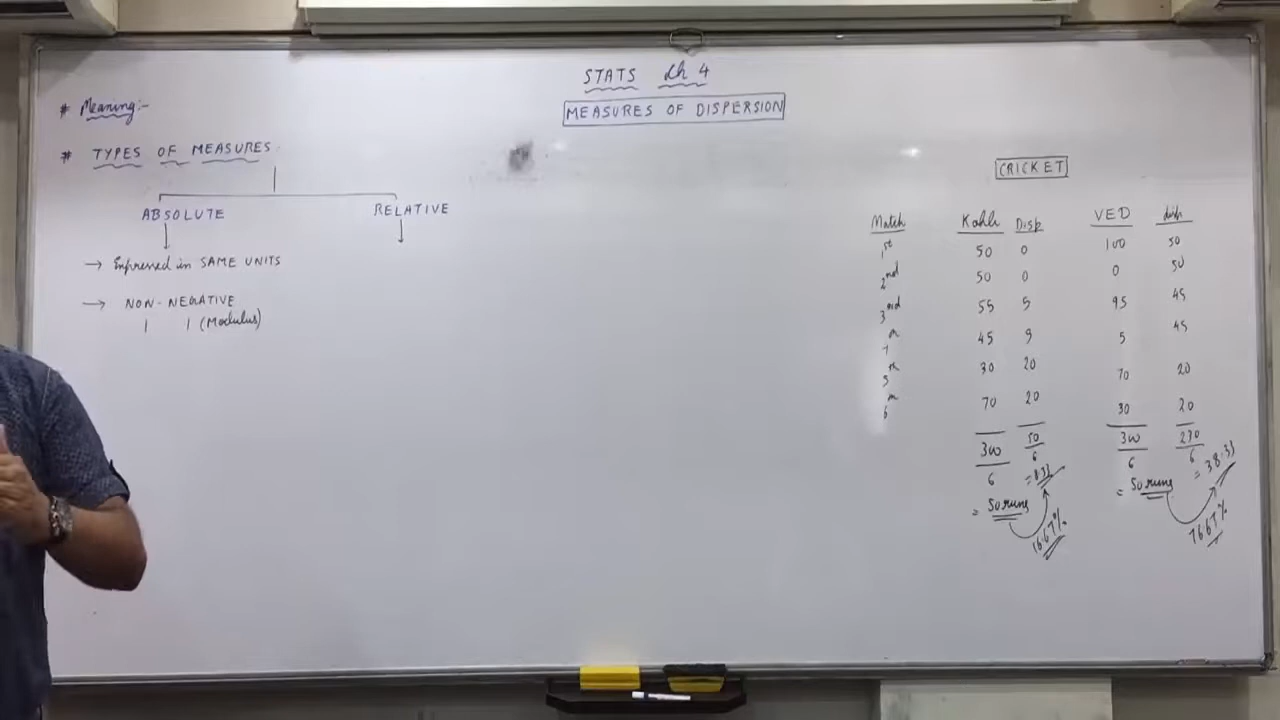 STATS Ch 4
MEASURES OF DISPERSION
# Meaning:-
# TYPES OF MEASURES
ABSOLUTE RELATIVE
→ Expressed in SAME UNITS
→ NON-NEGATIVE
| | (Modulus)
CRICKET
Match Kohli Disp VED dish
1st 50 0 100 50
2nd 50 0 0 50
3rd 55 5 95 45
45 5 5 45
5th 30 20 70 20
6th 70 20 30 20
300 50 300 230
6 6 6 6
= 8.33 = 38.33
= 50 runs = 50 runs
16.67% 76.67%